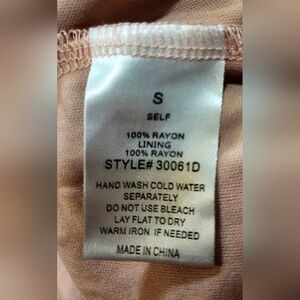 S
SELF
100% RAYON
LINING
100% RAYON
STYLE# 30061D
HAND WASH COLD WATER
SEPARATELY
DO NOT USE BLEACH
LAY FLAT TO DRY
WARM IRON IF NEEDED
MADE IN CHINA